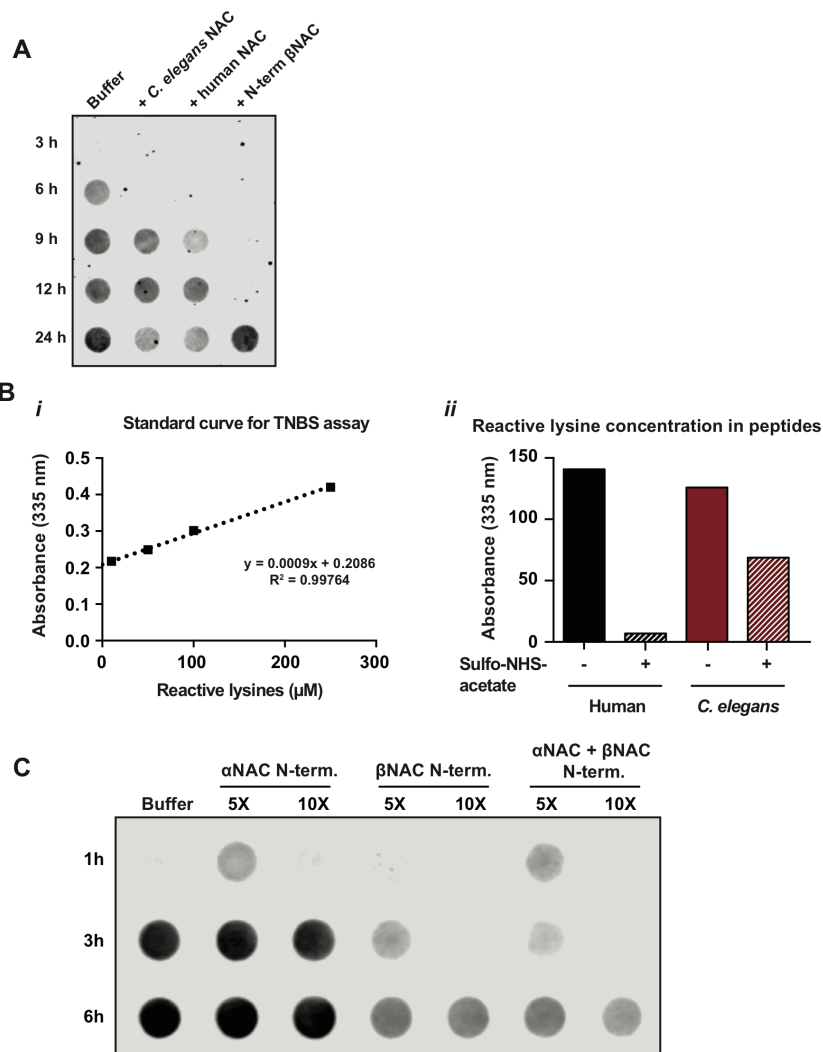 A
Buffer
+ C. elegans NAC
+ human NAC
+ N-term βNAC
3 h
6 h
9 h
12 h
24 h
B
i
Standard curve for TNBS assay
Absorbance (335 nm)
0.5
0.4
0.3
0.2
0.1
0.0
y = 0.0009x + 0.2086
R² = 0.99764
0 100 200 300
Reactive lysines (µM)
ii
Reactive lysine concentration in peptides
Absorbance (335 nm)
150
100
50
0
Sulfo-NHS-
acetate
- + - +
Human C. elegans
C
αNAC N-term. βNAC N-term. αNAC + βNAC
N-term.
Buffer 5X 10X 5X 10X 5X 10X
1h
3h
6h